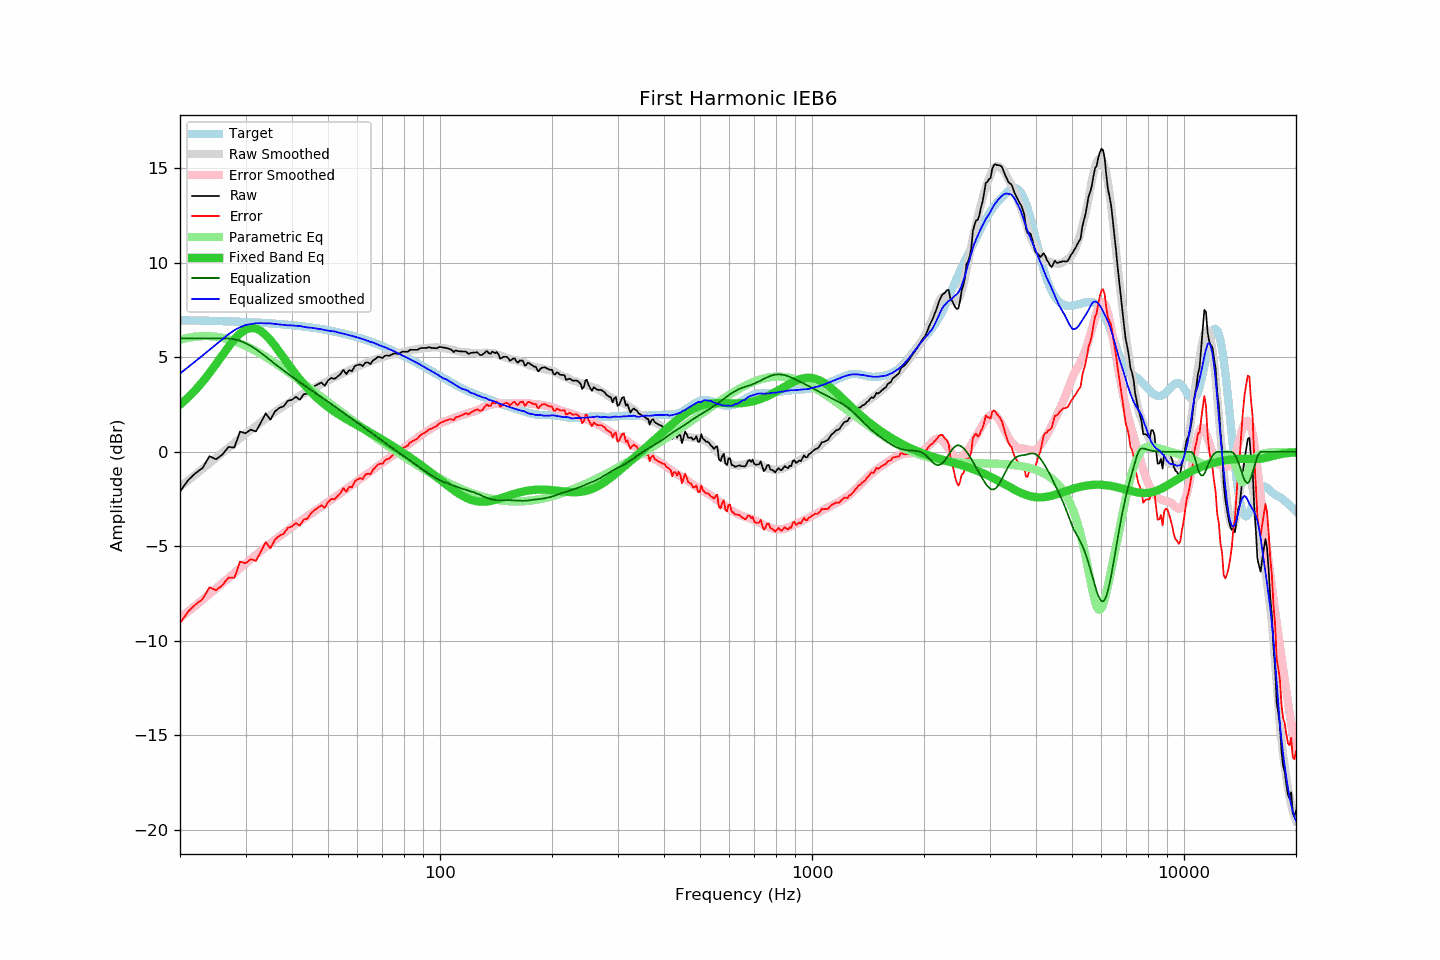 First Harmonic IEB6
Target
Raw Smoothed
Error Smoothed
Raw
Error
Parametric Eq
Fixed Band Eq
Equalization
Equalized smoothed
15
10
5
0
−5
−10
−15
−20
Amplitude (dBr)
100
1000
10000
Frequency (Hz)